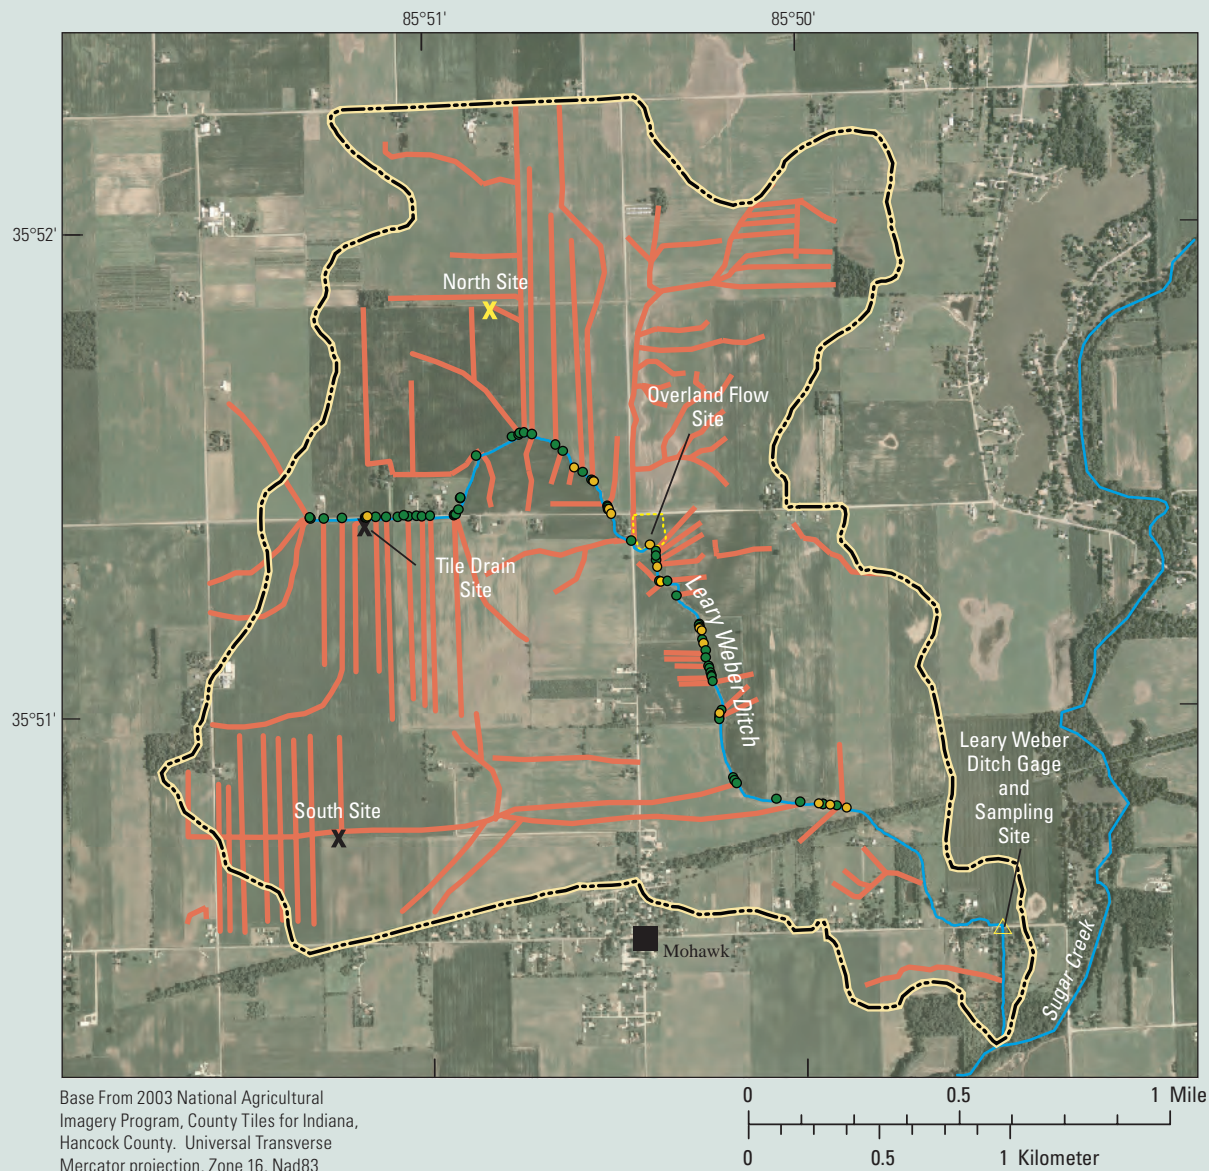 85°51'
85°50'
35°52'
North Site
X
Overland Flow
Site
X
Tile Drain
Site
Leary Weber Ditch
35°51'
Leary Weber
Ditch Gage
and
Sampling
Site
South Site
X
Mohawk
Sugar Creek
Base From 2003 National Agricultural
Imagery Program, County Tiles for Indiana,
Hancock County. Universal Transverse
Mercator projection, Zone 16, Nad83
0 0.5 1 Mile
0 0.5 1 Kilometer